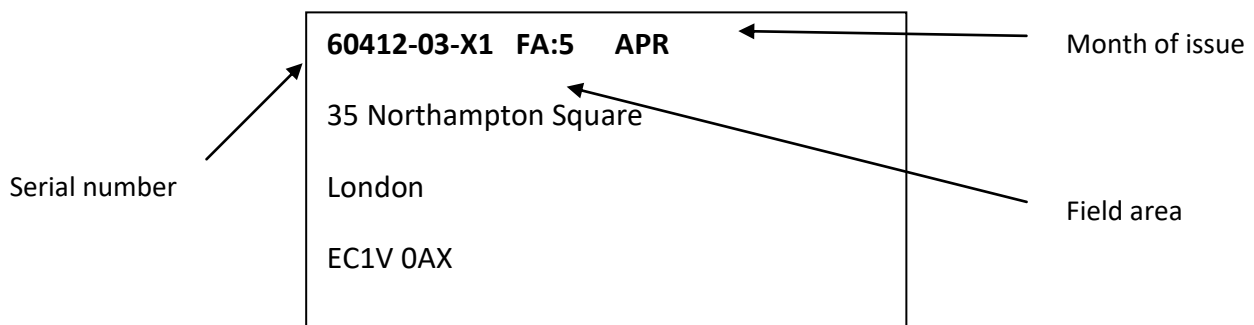 60412-03-X1 FA:5 APR
Month of issue
35 Northampton Square
Serial number
London
Field area
EC1V 0AX